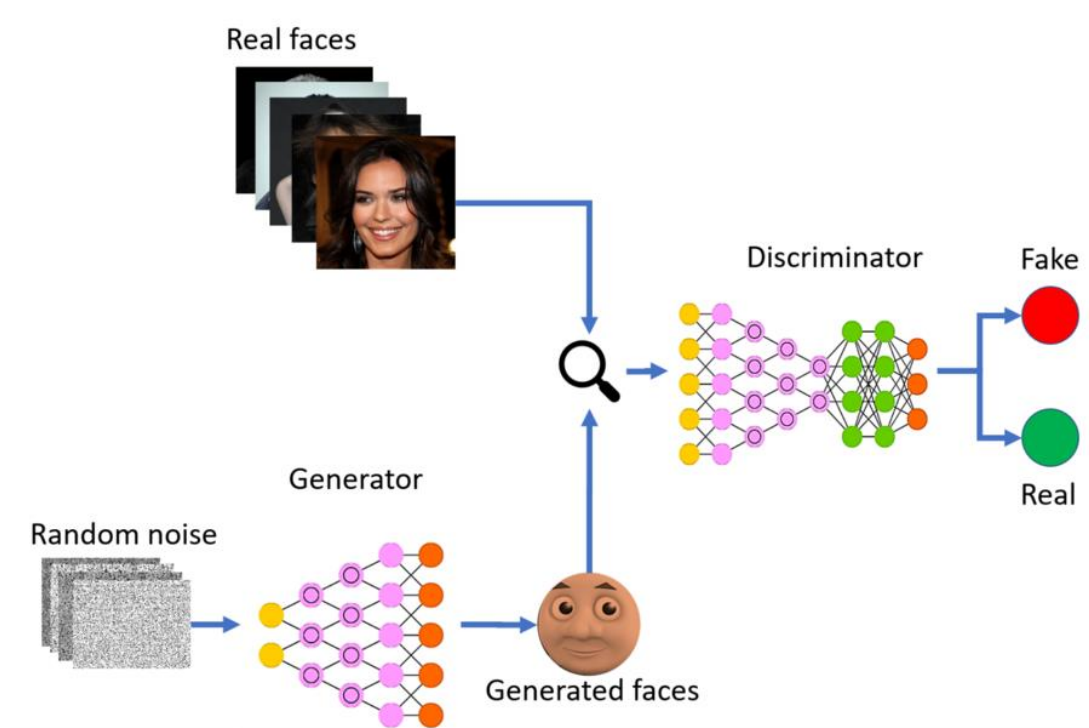 Real faces
Discriminator
Fake
Real
Generator
Random noise
Generated faces